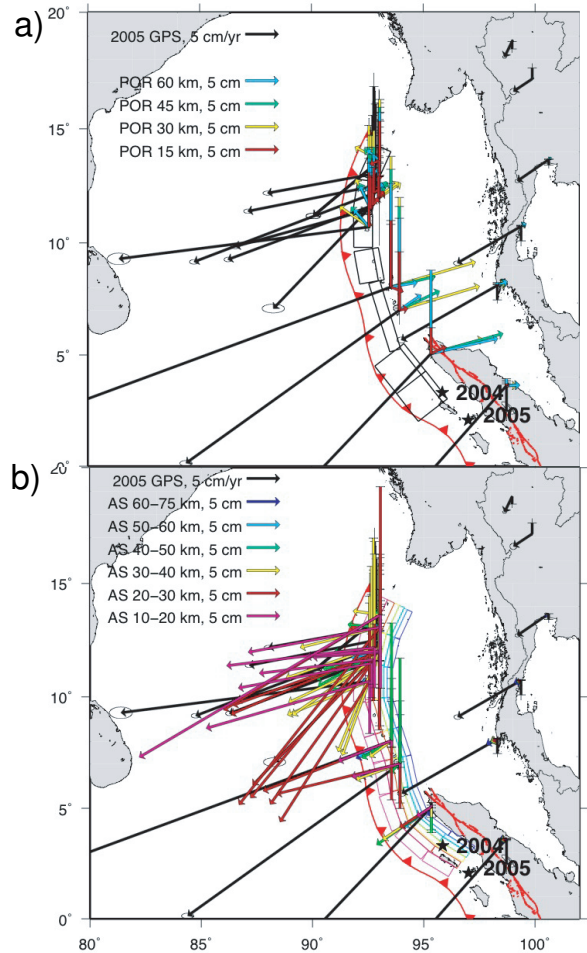 a)
20°
2005 GPS, 5 cm/yr
POR 60 km, 5 cm
POR 45 km, 5 cm
POR 30 km, 5 cm
POR 15 km, 5 cm
15°
10°
5°
2004
2005
0°
b)
2005 GPS, 5 cm/yr
AS 60–75 km, 5 cm
AS 50–60 km, 5 cm
AS 40–50 km, 5 cm
AS 30–40 km, 5 cm
AS 20–30 km, 5 cm
AS 10–20 km, 5 cm
15°
10°
5°
2004
2005
0°
80° 85° 90° 95° 100°